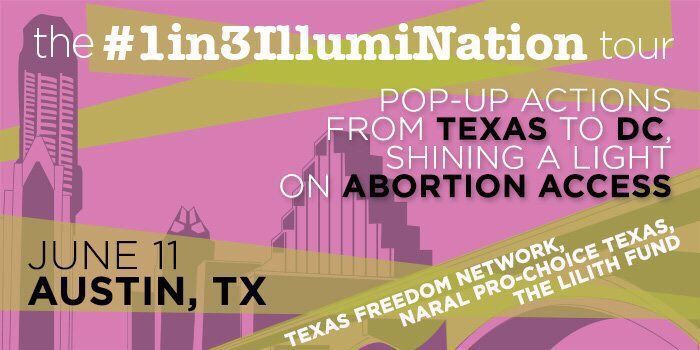 the #1in3IllumiNation tour
POP-UP ACTIONS
FROM TEXAS TO DC,
SHINING A LIGHT
ON ABORTION ACCESS
JUNE 11
AUSTIN, TX
TEXAS FREEDOM NETWORK,
NARAL PRO-CHOICE TEXAS,
THE LILITH FUND